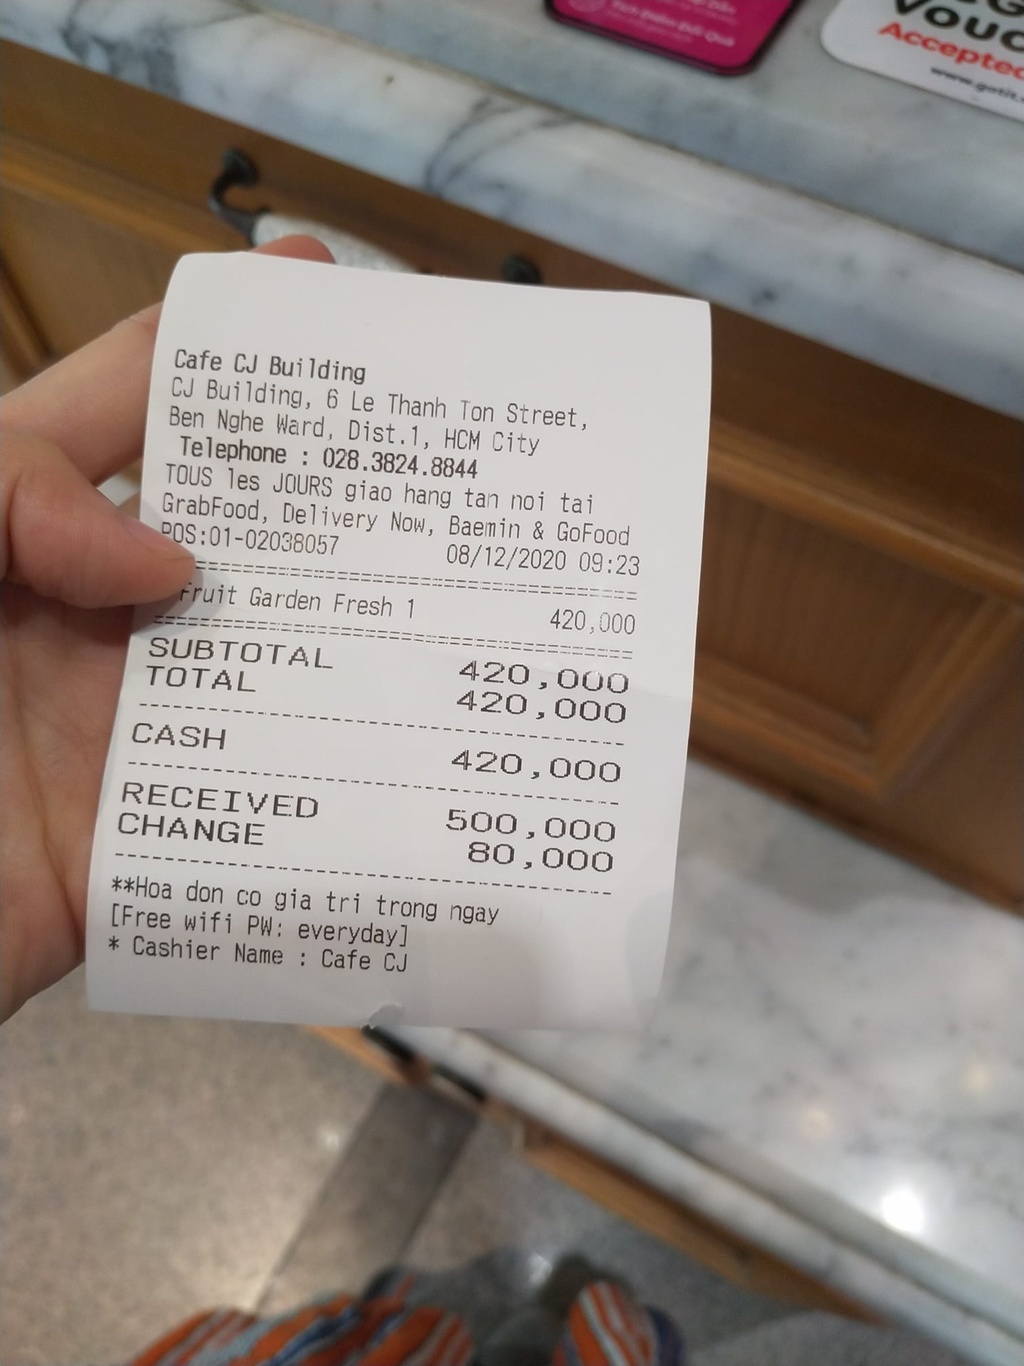 Tích Điểm Đổi Quà
VOUC
Accepted
www.gotit.
Cafe CJ Building
CJ Building, 6 Le Thanh Ton Street,
Ben Nghe Ward, Dist.1, HCM City
Telephone : 028.3824.8844
TOUS les JOURS giao hang tan noi tai
GrabFood, Delivery Now, Baemin & GoFood
POS:01-02038057 08/12/2020 09:23
Fruit Garden Fresh 1 420,000
SUBTOTAL 420,000
TOTAL 420,000
CASH 420,000
RECEIVED 500,000
CHANGE 80,000
**Hoa don co gia tri trong ngay
[Free wifi PW: everyday]
* Cashier Name : Cafe CJ